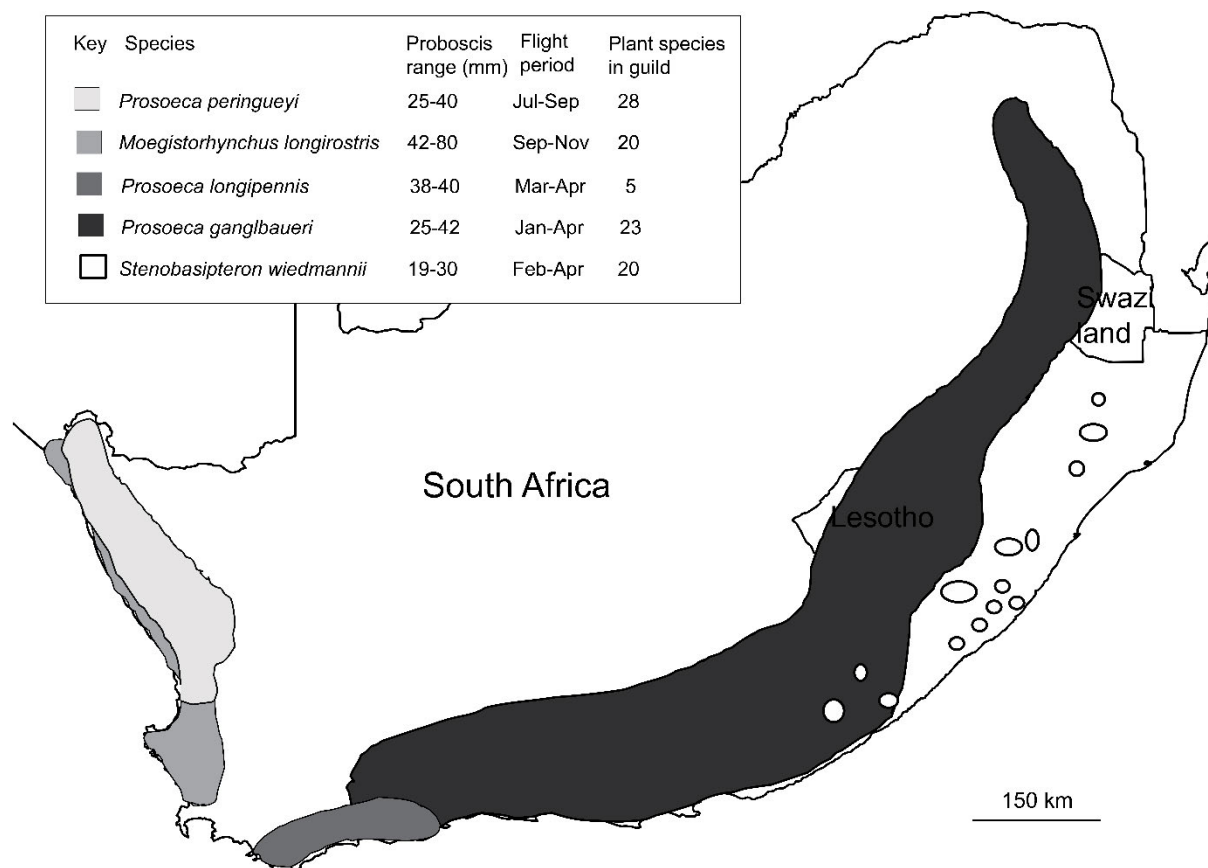 Key Species Proboscis range (mm) Flight period Plant species in guild
Prosoeca peringueyi 25-40 Jul-Sep 28
Moegistorhynchus longirostris 42-80 Sep-Nov 20
Prosoeca longipennis 38-40 Mar-Apr 5
Prosoeca ganglbaueri 25-42 Jan-Apr 23
Stenobasipteron wiedmannii 19-30 Feb-Apr 20
Swazi
land
South Africa
Lesotho
150 km